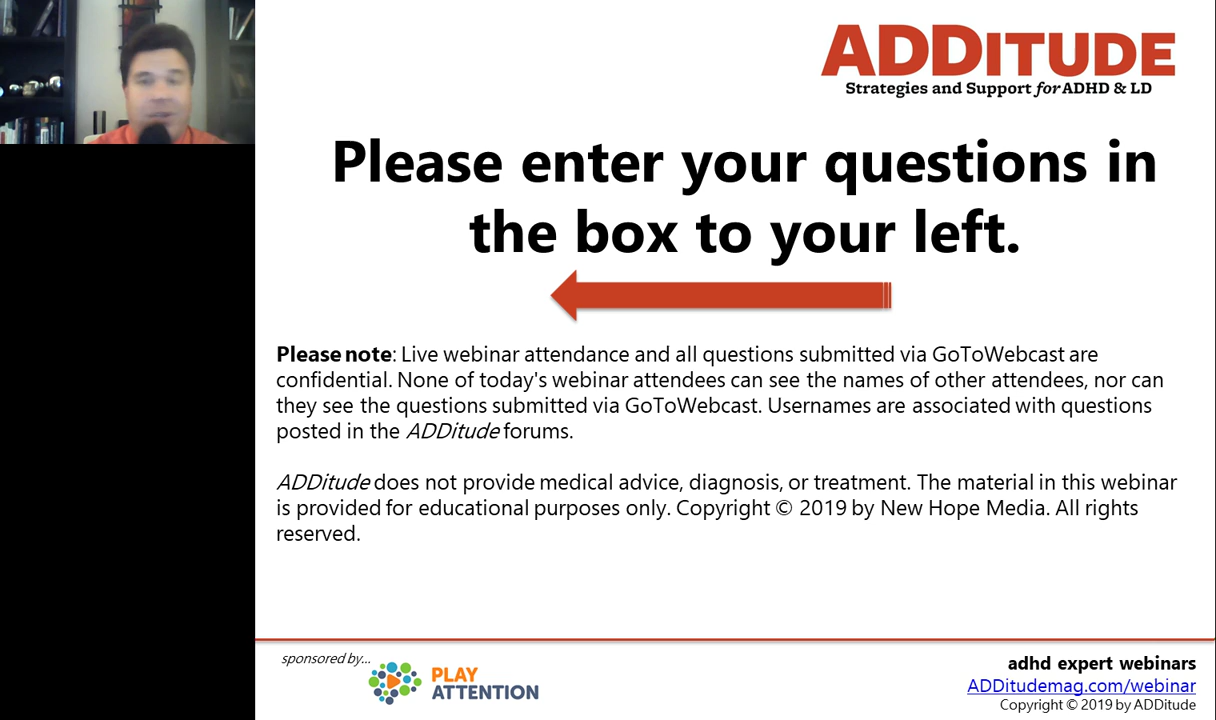 ADDITUDE
Strategies and Support for ADHD & LD
Please enter your questions in
the box to your left.
Please note: Live webinar attendance and all questions submitted via GoToWebcast are
confidential. None of today's webinar attendees can see the names of other attendees, nor can
they see the questions submitted via GoToWebcast. Usernames are associated with questions
posted in the ADDitude forums.
ADDitude does not provide medical advice, diagnosis, or treatment. The material in this webinar
is provided for educational purposes only. Copyright © 2019 by New Hope Media. All rights
reserved.
sponsored by...
PLAY
ATTENTION
adhd expert webinars
ADDitudemag.com/webinar
Copyright © 2019 by ADDitude